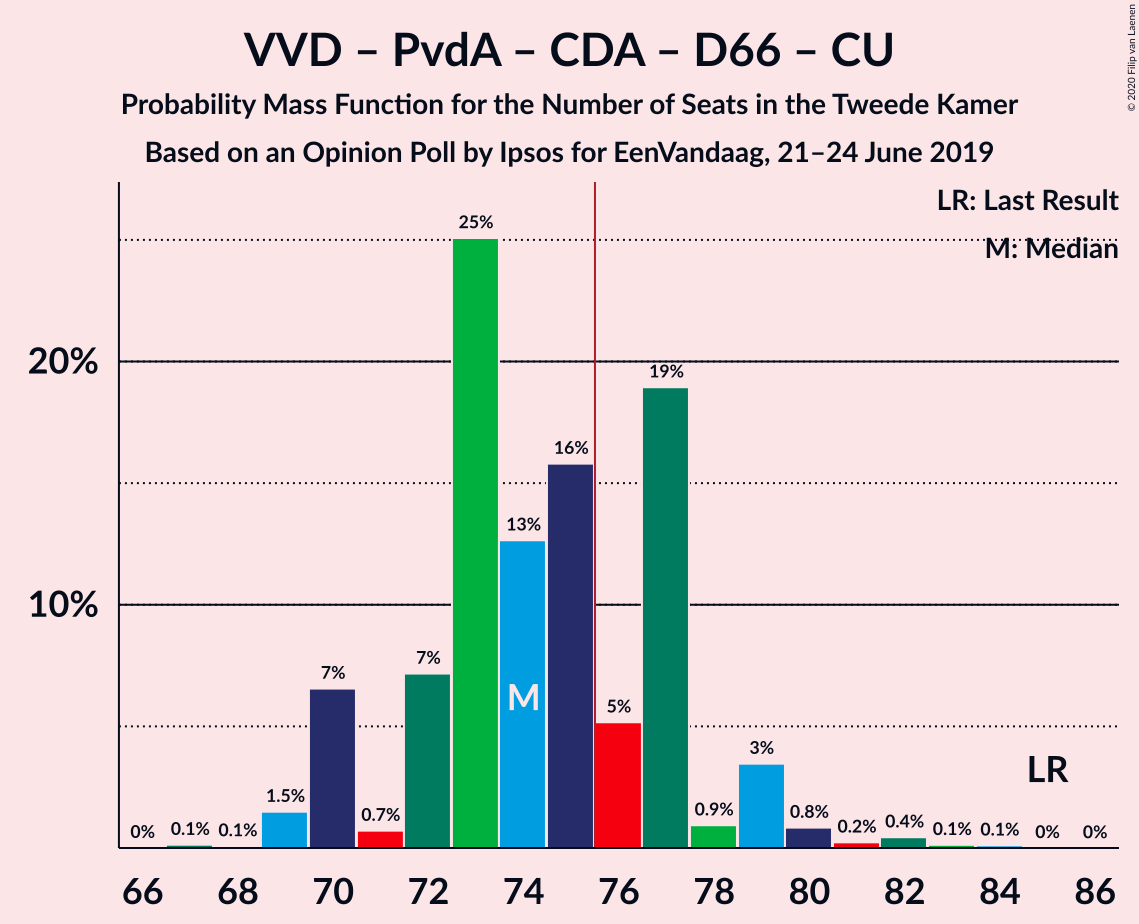 VVD – PvdA – CDA – D66 – CU
Probability Mass Function for the Number of Seats in the Tweede Kamer
Based on an Opinion Poll by Ipsos for EenVandaag, 21–24 June 2019
© 2020 Filip van Laenen
LR: Last Result
M: Median
20%
10%
0%
0.1%
0.1%
1.5%
7%
0.7%
7%
25%
13%
16%
5%
19%
0.9%
3%
0.8%
0.2%
0.4%
0.1%
0.1%
0%
0%
M
LR
66 68 70 72 74 76 78 80 82 84 86